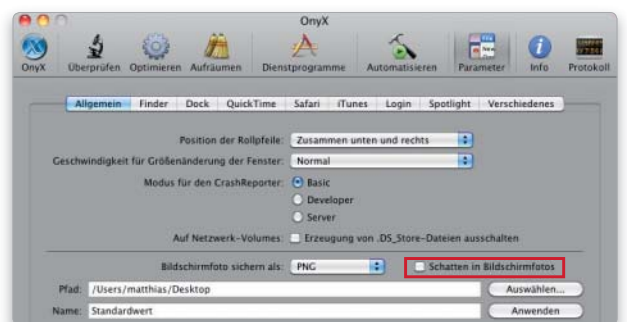 OnyX
OnyX Überprüfen Optimieren Aufräumen Dienstprogramme Automatisieren Parameter Info Protokoll
Allgemein Finder Dock QuickTime Safari iTunes Login Spotlight Verschiedenes
Position der Rollpfeile: Zusammen unten und rechts
Geschwindigkeit für Größenänderung der Fenster: Normal
Modus für den CrashReporter: Basic
Developer
Server
Auf Netzwerk-Volumes: Erzeugung von .DS_Store-Dateien ausschalten
Bildschirmfoto sichern als: PNG Schatten in Bildschirmfotos
Pfad: /Users/matthias/Desktop Auswählen...
Name: Standardwert Anwenden